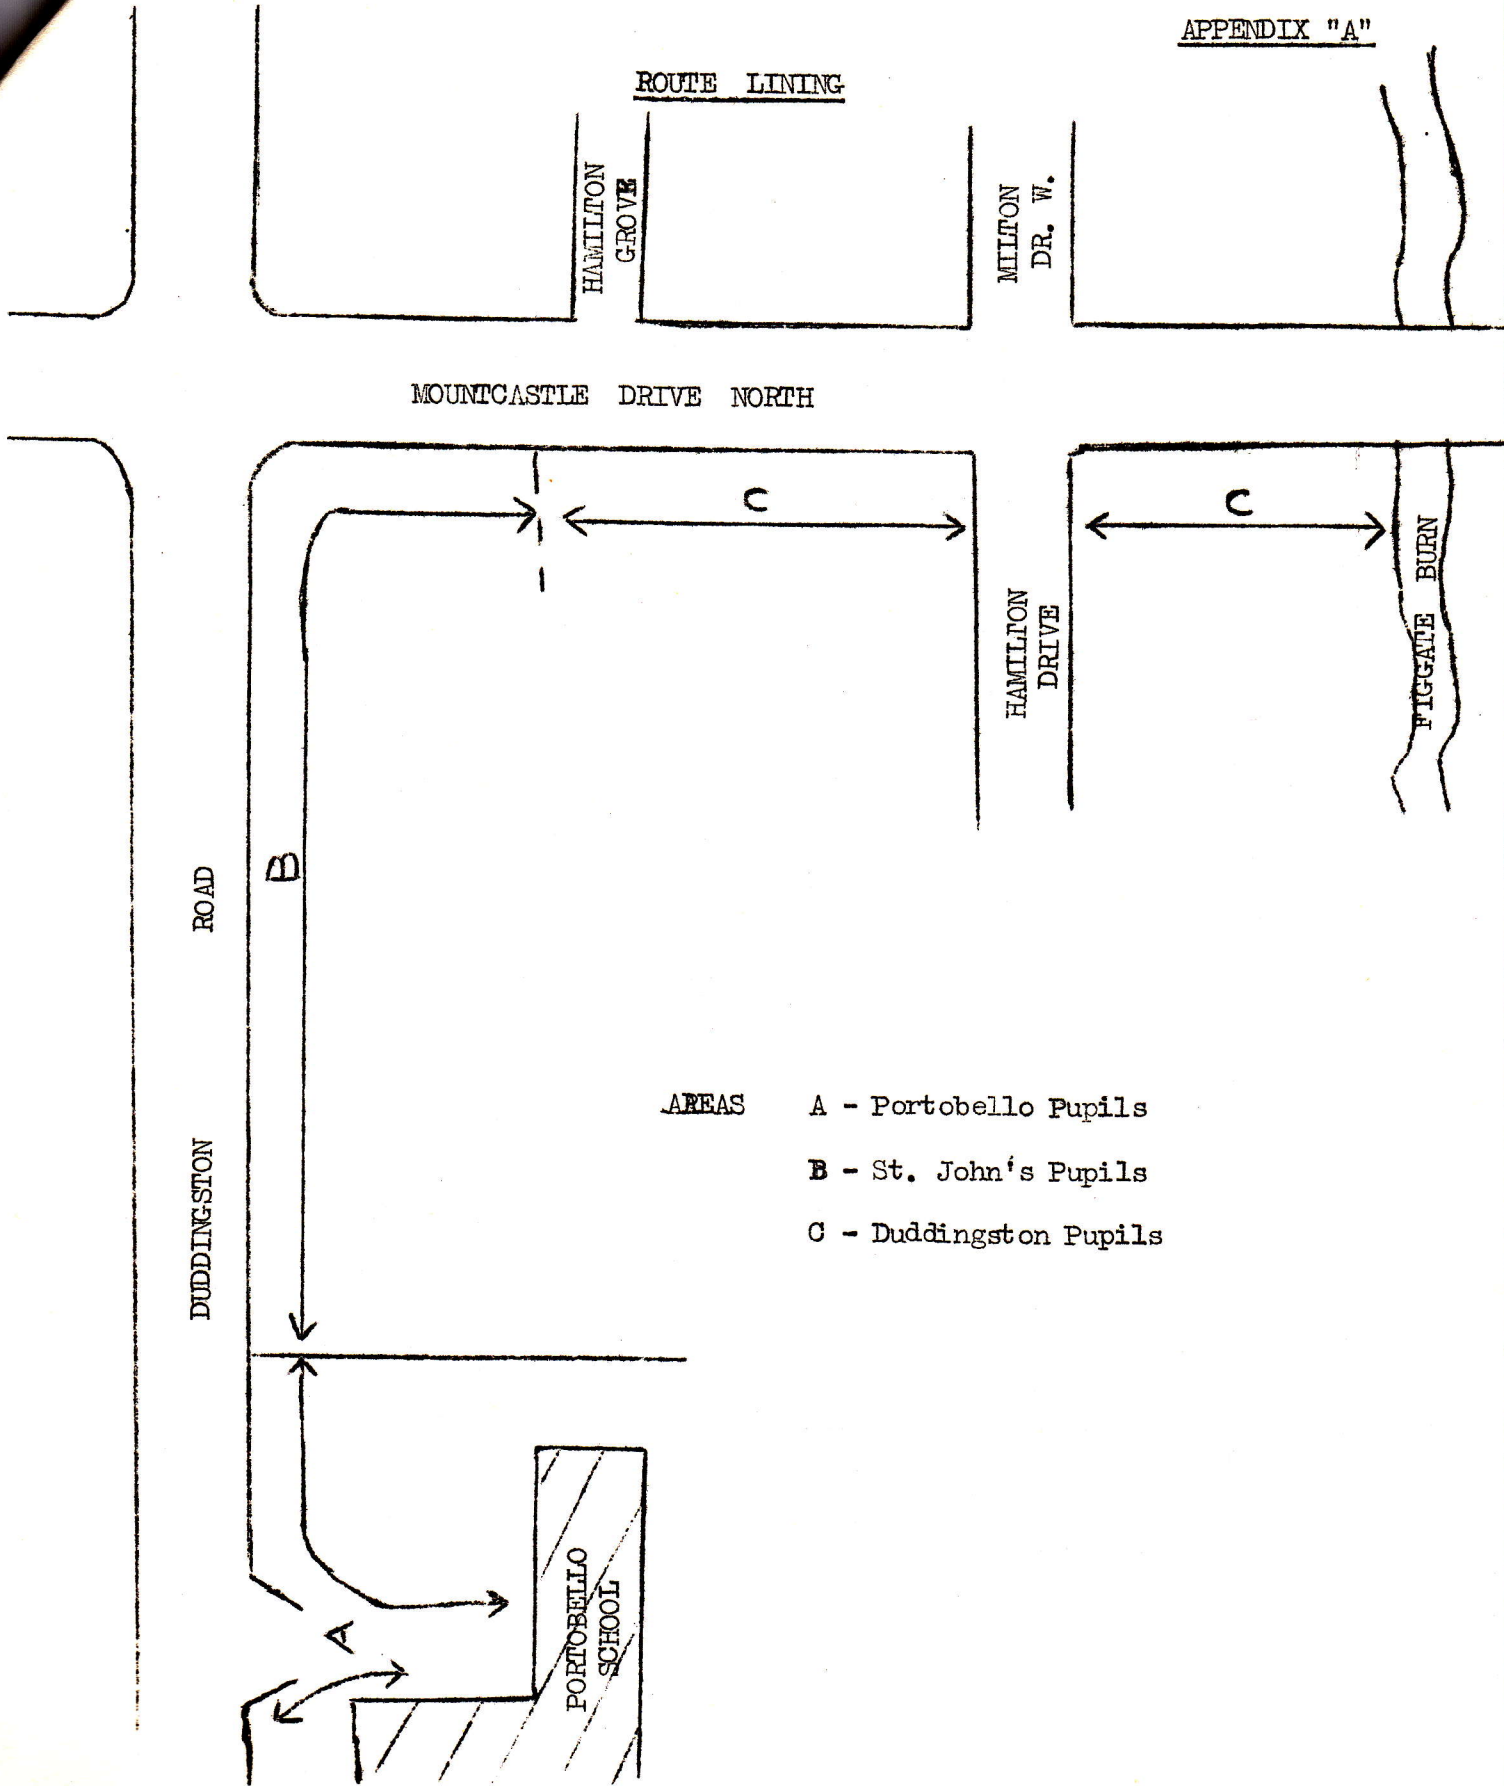 APPENDIX "A"
ROUTE LINING
HAMILTON
GROVE
MILTON
DR. W.
MOUNTCASTLE DRIVE NORTH
C
C
HAMILTON
DRIVE
FIGGATE BURN
B
DUDDINGSTON ROAD
AREAS A - Portobello Pupils
B - St. John's Pupils
C - Duddingston Pupils
A
PORTOBELLO
SCHOOL